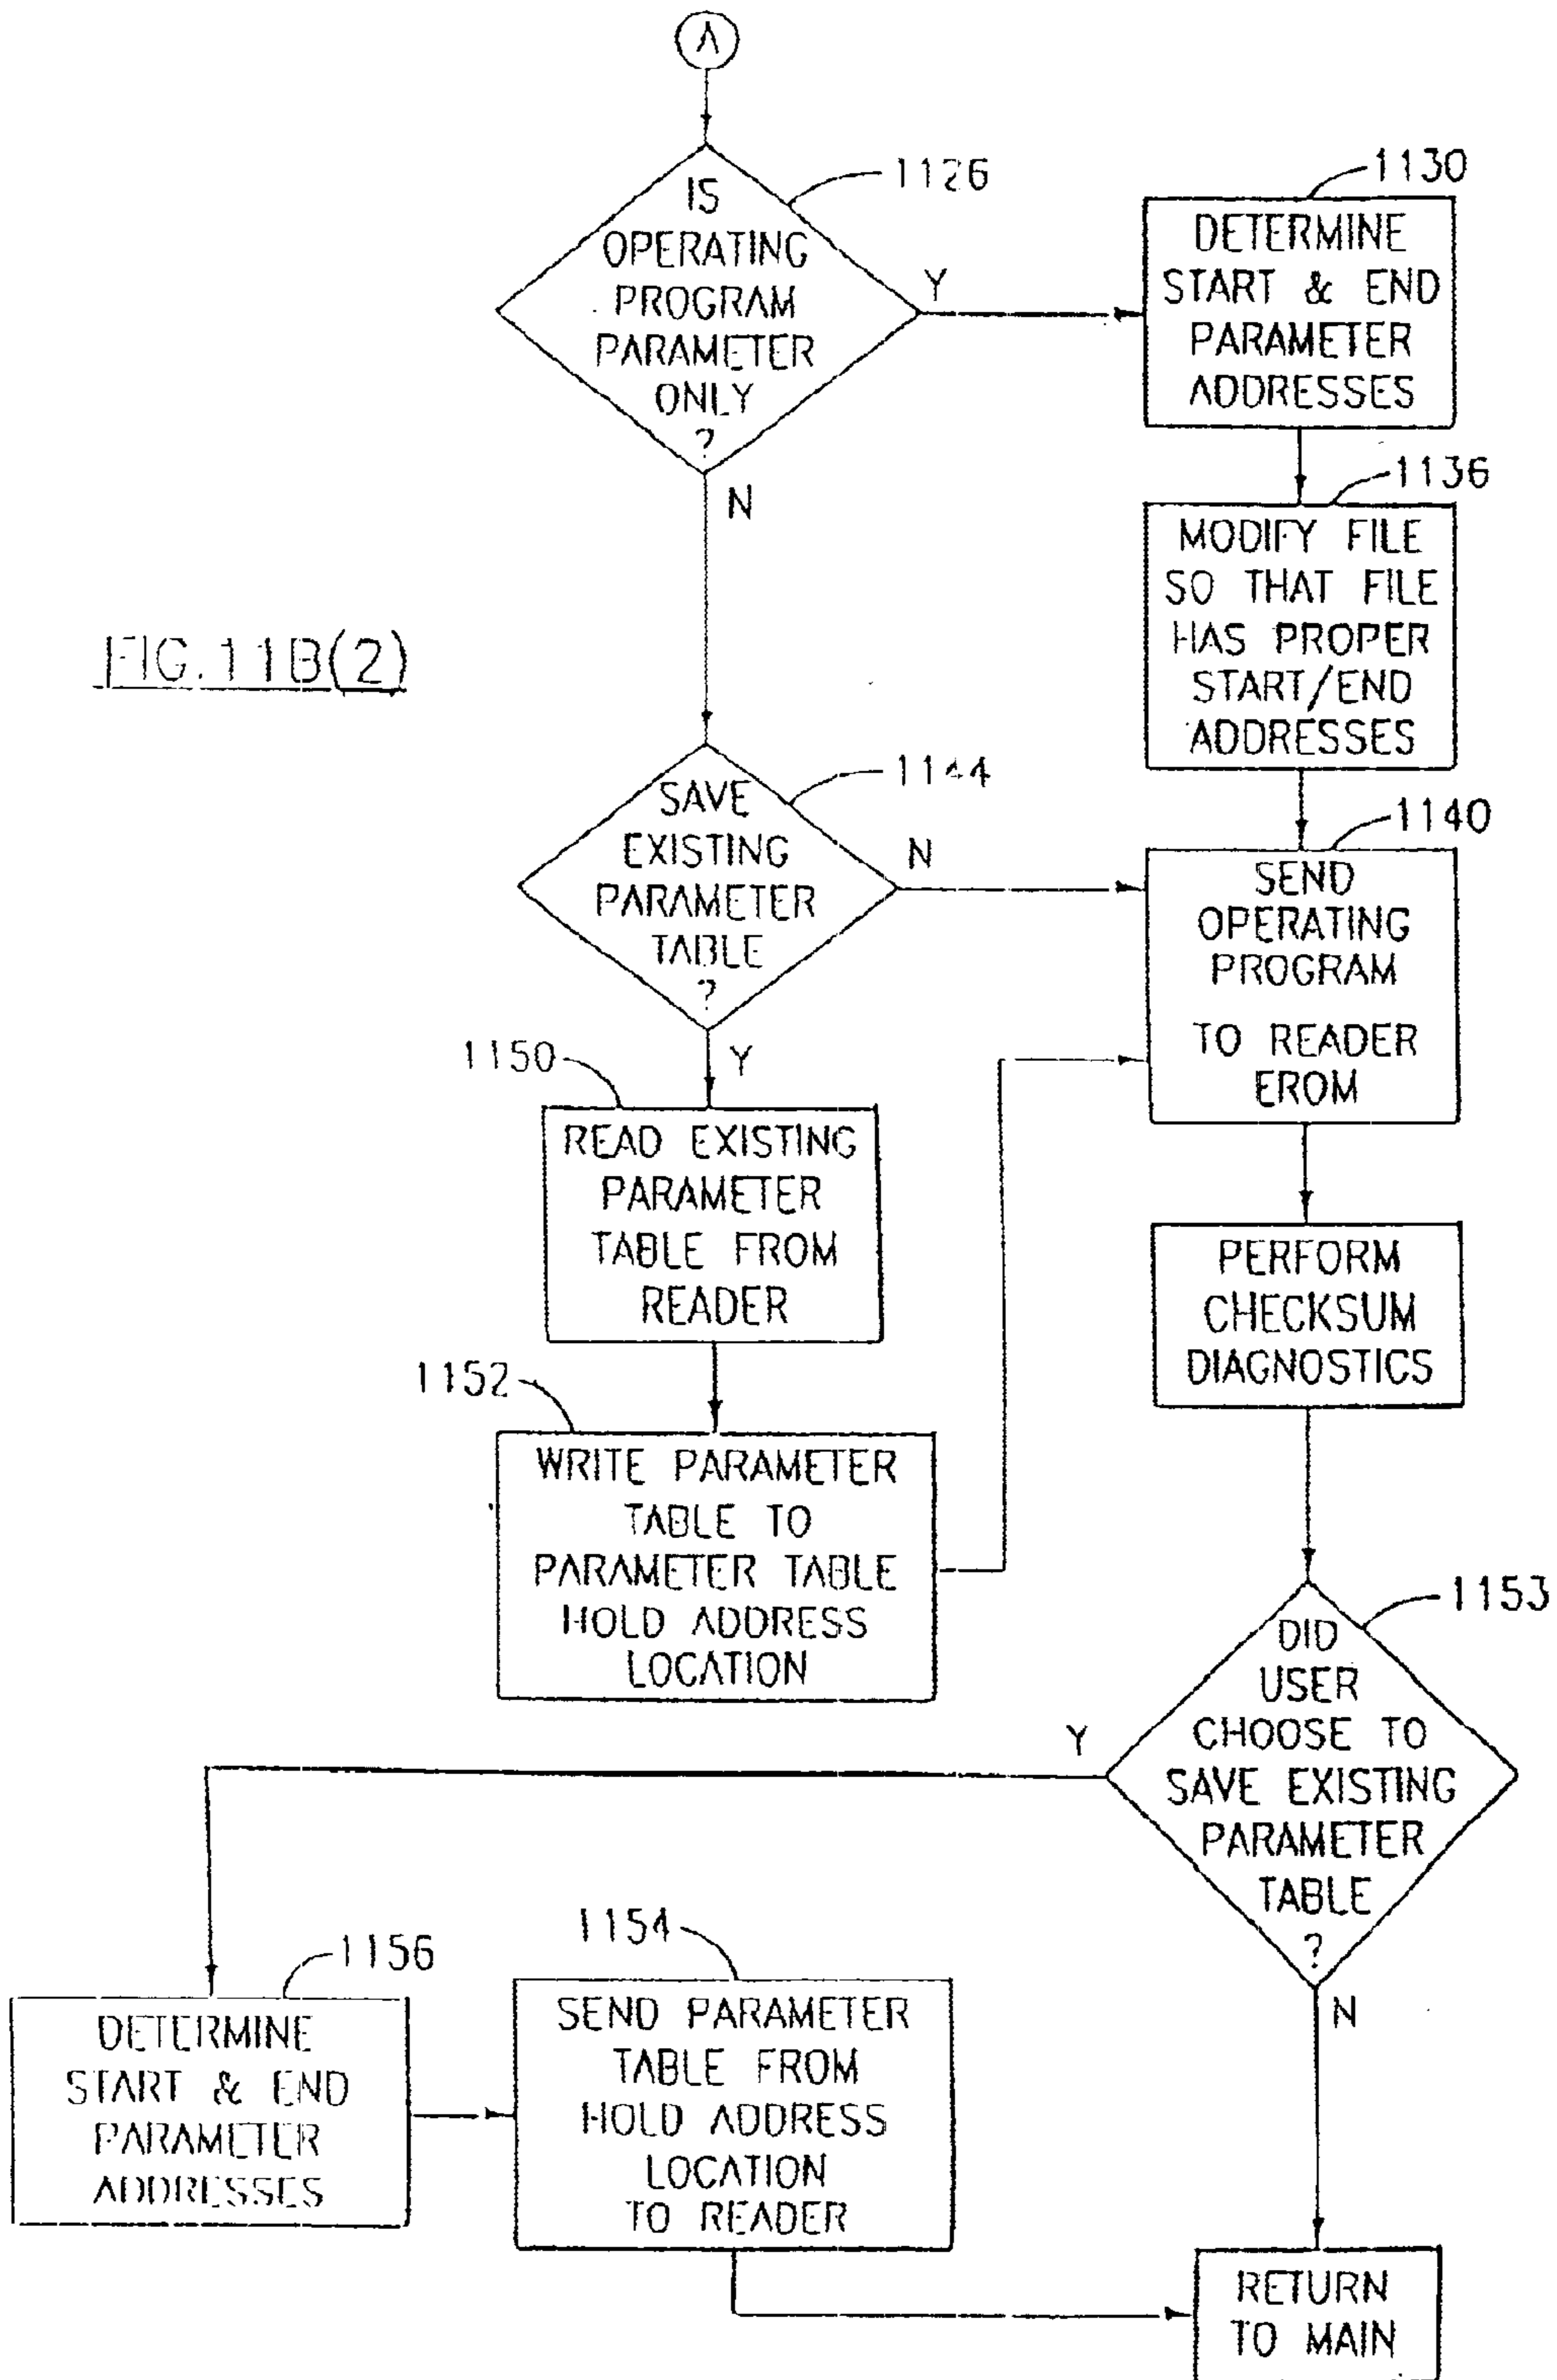 A
IS
OPERATING
PROGRAM
PARAMETER
ONLY
?
1126
Y
N
1130
DETERMINE
START & END
PARAMETER
ADDRESSES
1136
MODIFY FILE
SO THAT FILE
HAS PROPER
START/END
ADDRESSES
FIG.11B(2)
SAVE
EXISTING
PARAMETER
TABLE
?
1144
N
Y
1140
SEND
OPERATING
PROGRAM
TO READER
EROM
1150
READ EXISTING
PARAMETER
TABLE FROM
READER
PERFORM
CHECKSUM
DIAGNOSTICS
1152
WRITE PARAMETER
TABLE TO
PARAMETER TABLE
HOLD ADDRESS
LOCATION
1153
DID
USER
CHOOSE TO
SAVE EXISTING
PARAMETER
TABLE
?
Y
N
1156
DETERMINE
START & END
PARAMETER
ADDRESSES
1154
SEND PARAMETER
TABLE FROM
HOLD ADDRESS
LOCATION
TO READER
RETURN
TO MAIN